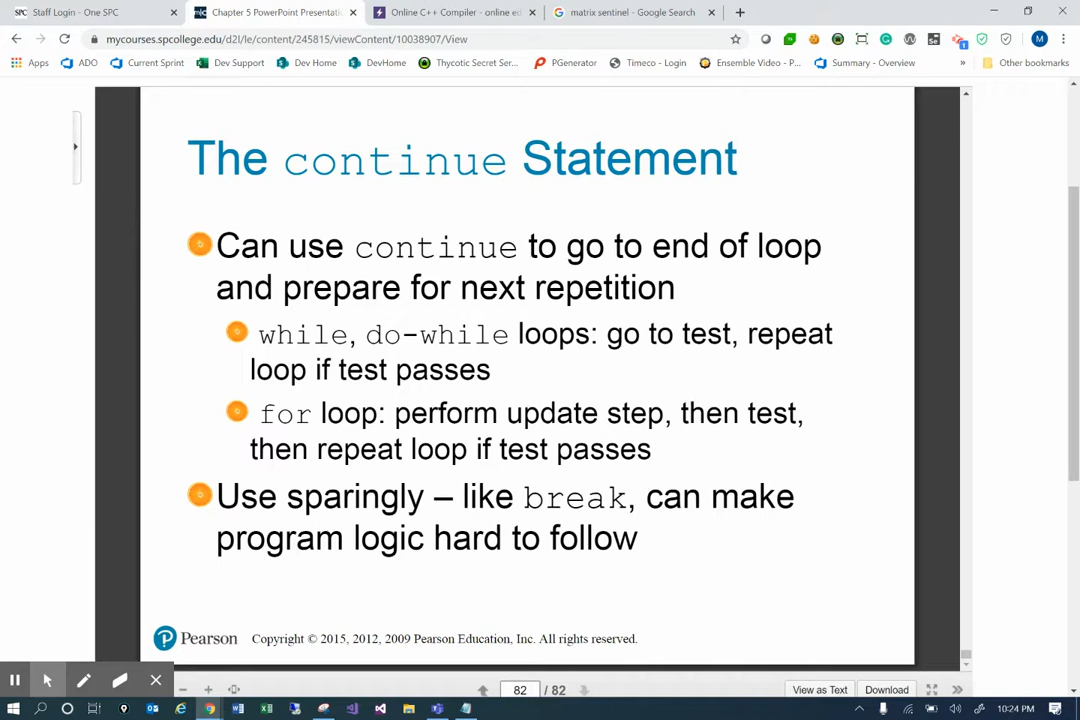 SPC Staff Login - One SPC
Chapter 5 PowerPoint Presentati
Online C++ Compiler - online ed
matrix sentinel - Google Search
mycourses.spcollege.edu/d2l/le/content/245815/viewContent/10038907/View
Apps
ADO
Current Sprint
Dev Support
Dev Home
DevHome
Thycotic Secret Ser...
PGenerator
Timeco - Login
Ensemble Video - P...
Summary - Overview
»
Other bookmarks
The continue Statement
Can use continue to go to end of loop
and prepare for next repetition
while, do-while loops: go to test, repeat
loop if test passes
for loop: perform update step, then test,
then repeat loop if test passes
Use sparingly – like break, can make
program logic hard to follow
Pearson
Copyright © 2015, 2012, 2009 Pearson Education, Inc. All rights reserved.
82 / 82
View as Text
Download
10:24 PM